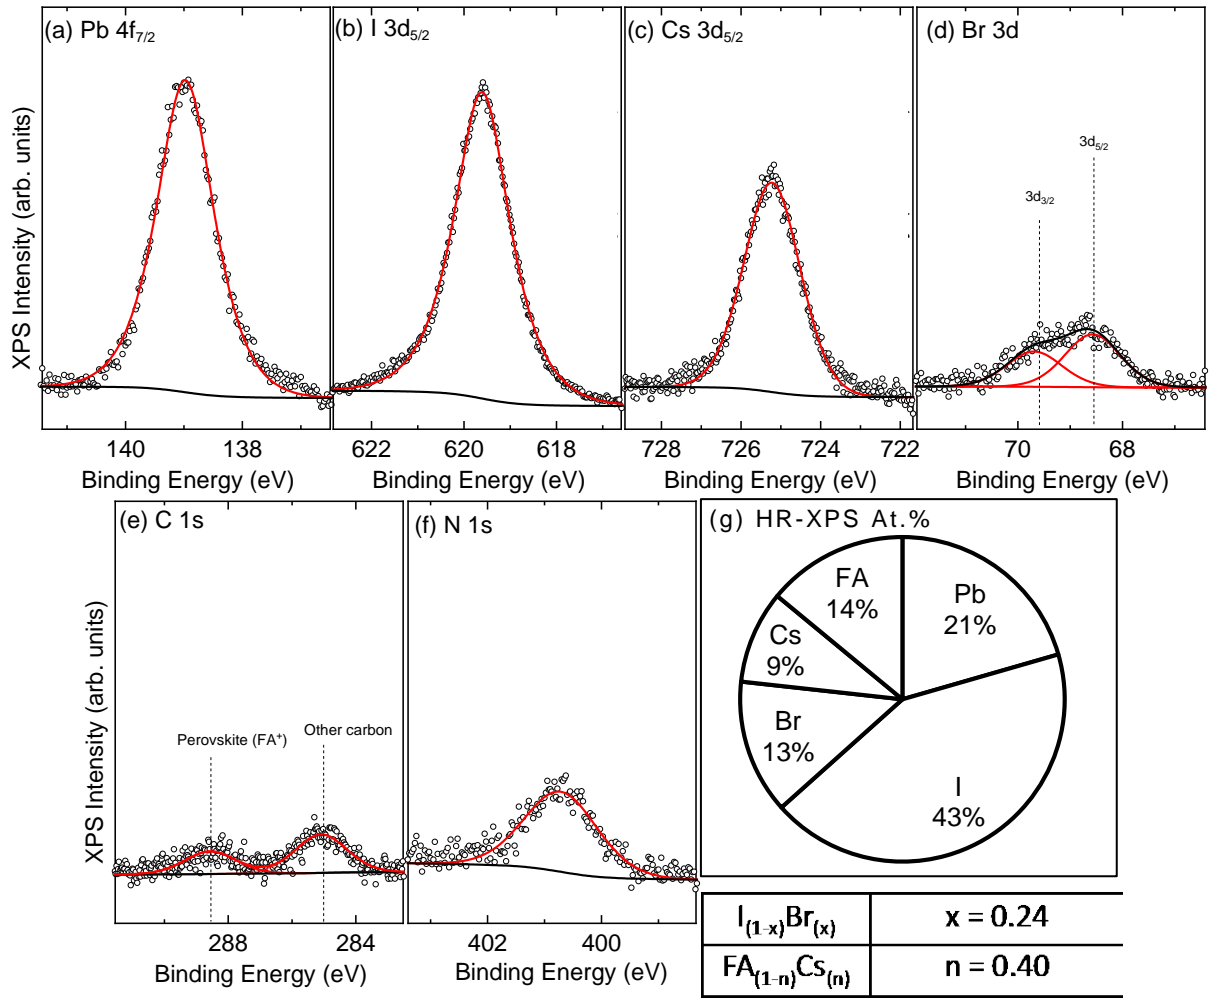 (a) Pb 4f7/2
(b) I 3d5/2
(c) Cs 3d5/2
(d) Br 3d
XPS Intensity (arb. units)
3d5/2
3d3/2
140 138
622 620 618
728 726 724 722
70 68
Binding Energy (eV)
Binding Energy (eV)
Binding Energy (eV)
Binding Energy (eV)
(e) C 1s
(f) N 1s
(g) HR-XPS At.%
XPS Intensity (arb. units)
Perovskite (FA+)
Other carbon
288 284
402 400
Binding Energy (eV)
Binding Energy (eV)
FA
14%
Pb
21%
Cs
9%
Br
13%
I
43%
I(1-x)Br(x) x = 0.24
FA(1-n)Cs(n) n = 0.40